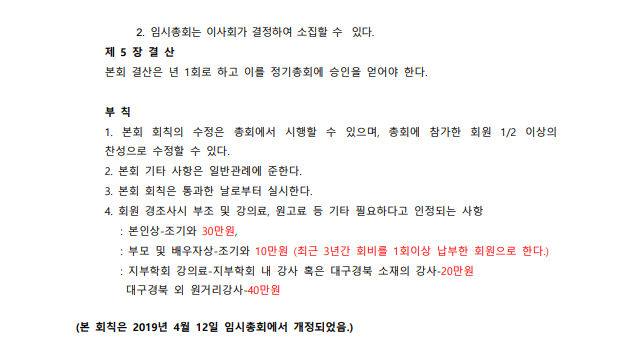 2. 임시총회는 이사회가 결정하여 소집할 수 있다.
제 5 장 결 산
본회 결산은 년 1회로 하고 이를 정기총회에 승인을 얻어야 한다.
부 칙
1. 본회 회칙의 수정은 총회에서 시행할 수 있으며, 총회에 참가한 회원 1/2 이상의
찬성으로 수정할 수 있다.
2. 본회 기타 사항은 일반관례에 준한다.
3. 본회 회칙은 통과한 날로부터 실시한다.
4. 회원 경조사시 부조 및 강의료, 원고료 등 기타 필요하다고 인정되는 사항
: 본인상-조기와 30만원,
: 부모 및 배우자상-조기와 10만원 (최근 3년간 회비를 1회이상 납부한 회원으로 한다.)
: 지부학회 강의료-지부학회 내 강사 혹은 대구경북 소재의 강사-20만원
대구경북 외 원거리강사-40만원
(본 회칙은 2019년 4월 12일 임시총회에서 개정되었음.)